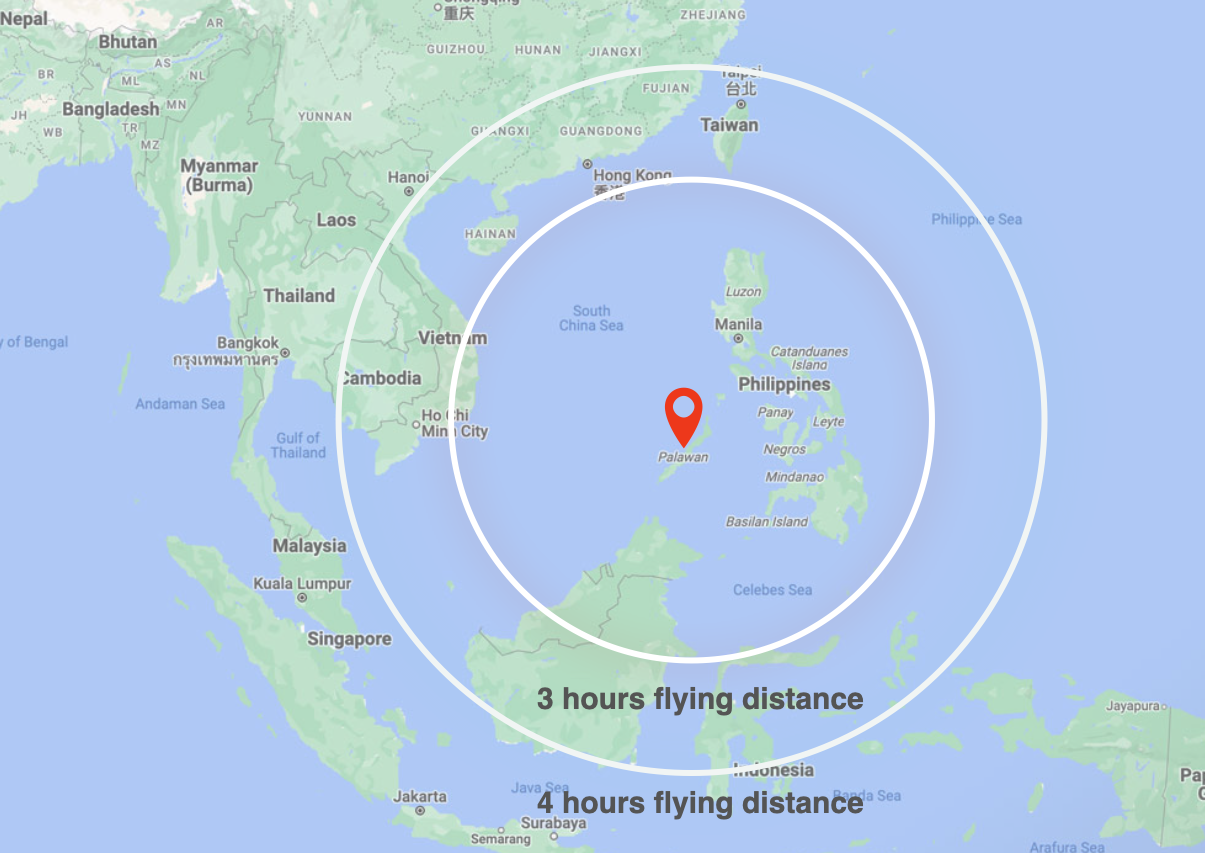 Chongqing
重庆
ZHEJIANG
Nepal
AR
Bhutan
GUIZHOU
HUNAN
JIANGXI
AS
BR
NL
ML
Taipei
台北
FUJIAN
Bangladesh
MN
JH
YUNNAN
TR
WB
GUANGXI
GUANGDONG
Taiwan
MZ
Myanmar
(Burma)
Hanoi
Hong Kong
香港
Laos
Philippine Sea
HAINAN
Thailand
Luzon
South
China Sea
Manila
Vietnam
y of Bengal
Bangkok
กรุงเทพมหานคร
Catanduanes
Island
Cambodia
Philippines
Andaman Sea
Ho Chi
Minh City
Panay
Leyte
Gulf of
Thailand
Negros
Palawan
Mindanao
Basilan Island
Malaysia
Kuala Lumpur
Celebes Sea
Singapore
3 hours flying distance
Jayapura
Indonesia
Pap
G
Java Sea
Jakarta
Banda Sea
4 hours flying distance
Surabaya
Semarang
Arafura Sea